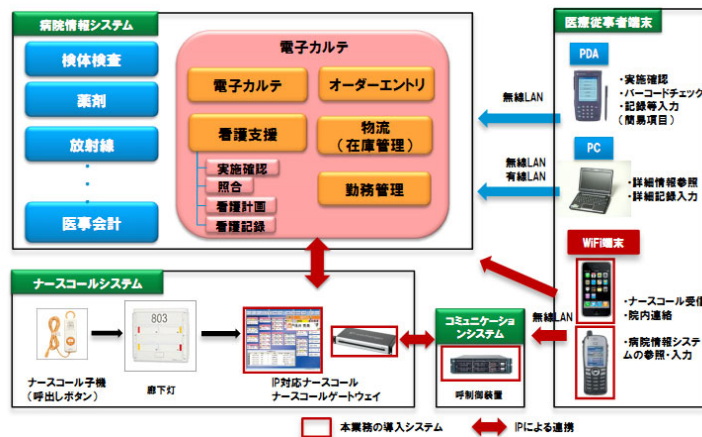 病院情報システム
検体検査
薬剤
放射線
・
・
・
医事会計
電子カルテ
電子カルテ
オーダーエントリ
看護支援
物流
(在庫管理)
実施確認
照合
看護計画
看護記録
勤務管理
無線LAN
無線LAN
有線LAN
医療従事者端末
PDA
・実施確認
・バーコードチェック
・記録等入力
(簡易項目)
PC
・詳細情報参照
・詳細記録入力
WiFi端末
・ナースコール受信
・院内連絡
・病院情報システ
ムの参照・入力
無線LAN
ナースコールシステム
803
ナースコール子機
(呼出しボタン)
廊下灯
IP対応ナースコール
ナースコールゲートウェイ
コミュニケーショ
ンシステム
呼制御装置
本業務の導入システム
IPによる連携